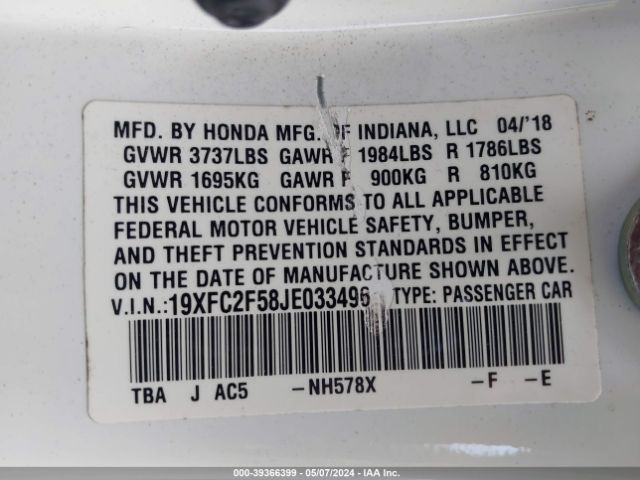 MFD. BY HONDA MFG. OF INDIANA, LLC 04/'18
GVWR 3737LBS GAWR F 1984LBS R 1786LBS
GVWR 1695KG GAWR F 900KG R 810KG
THIS VEHICLE CONFORMS TO ALL APPLICABLE
FEDERAL MOTOR VEHICLE SAFETY, BUMPER,
AND THEFT PREVENTION STANDARDS IN EFFECT
ON THE DATE OF MANUFACTURE SHOWN ABOVE.
V.I.N.:19XFC2F58JE033496 TYPE: PASSENGER CAR
TBA J AC5 -NH578X -F -E
000-39366399 - 05/07/2024 - IAAI.COM